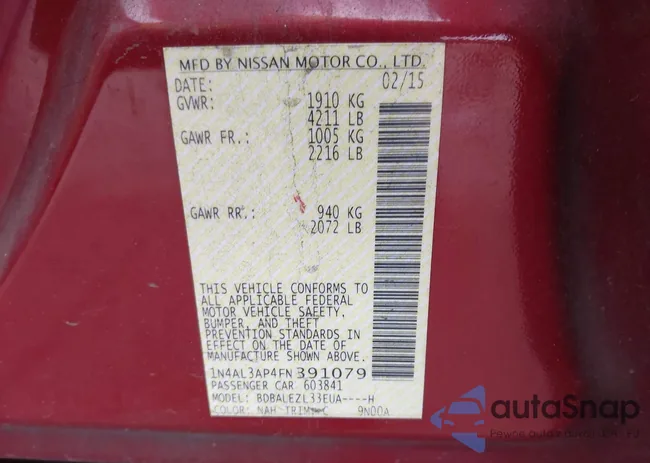 MFD BY NISSAN MOTOR CO., LTD.
DATE: 02/15
GVWR: 1910 KG
4211 LB
GAWR FR.: 1005 KG
2216 LB
GAWR RR.: 940 KG
2072 LB
THIS VEHICLE CONFORMS TO
ALL APPLICABLE FEDERAL
MOTOR VEHICLE SAFETY,
BUMPER, AND THEFT
PREVENTION STANDARDS IN
EFFECT ON THE DATE OF
MANUFACTURE SHOWN ABOVE.
1N4AL3AP4FN391079
PASSENGER CAR 603841
MODEL: BDBALEZL33EUA----H
COLOR: NAH TRIM: C 9N00A
autoSnap